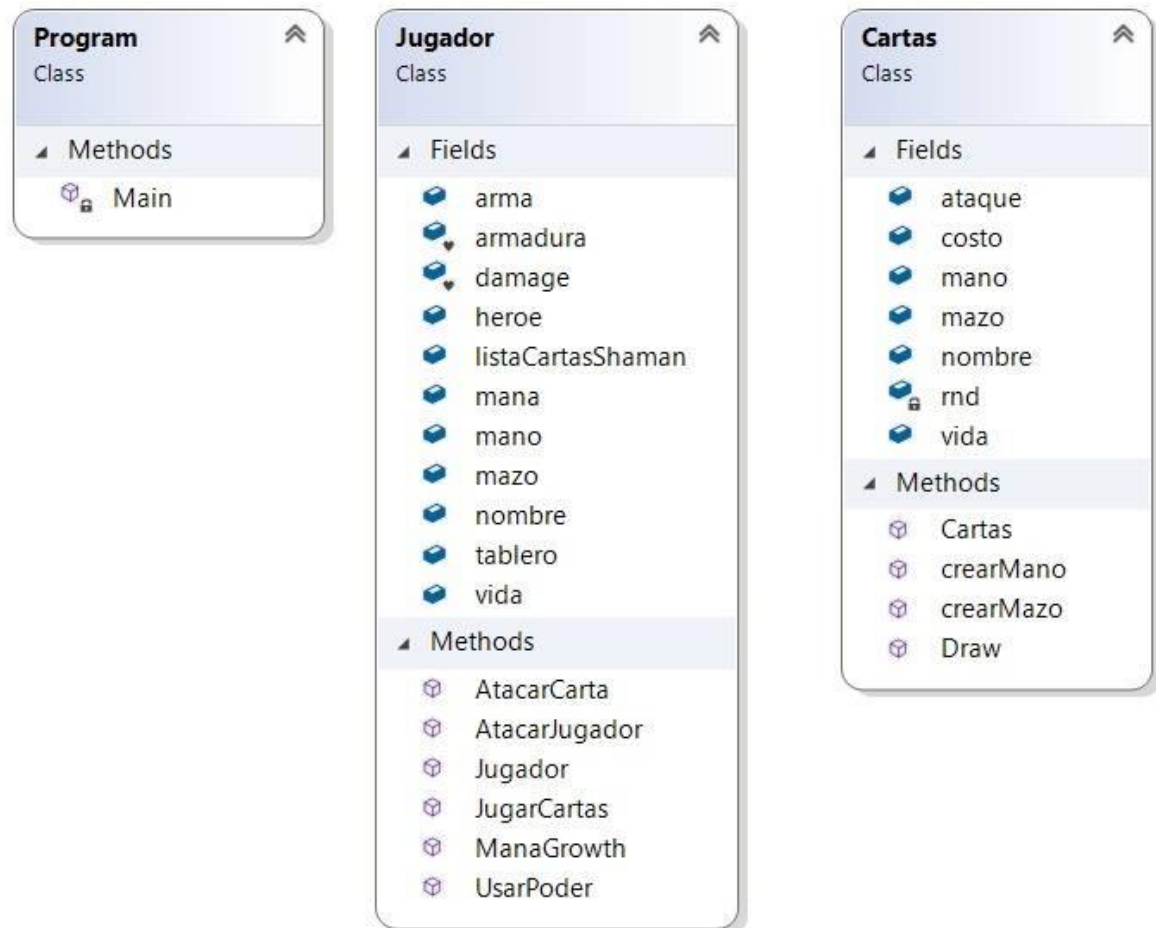 Program
Class
Methods
Main
Jugador
Class
Fields
arma
armadura
damage
heroe
listaCartasShaman
mana
mano
mazo
nombre
tablero
vida
Methods
AtacarCarta
AtacarJugador
Jugador
JugarCartas
ManaGrowth
UsarPoder
Cartas
Class
Fields
ataque
costo
mano
mazo
nombre
rnd
vida
Methods
Cartas
crearMano
crearMazo
Draw